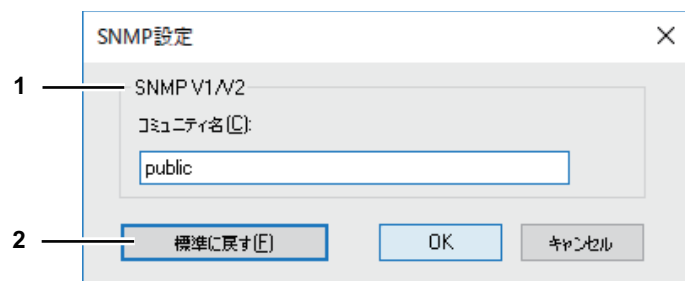 SNMP設定
1
SNMP V1/V2
コミュニティ名(C):
public
2
標準に戻す(F)
OK
キャンセル